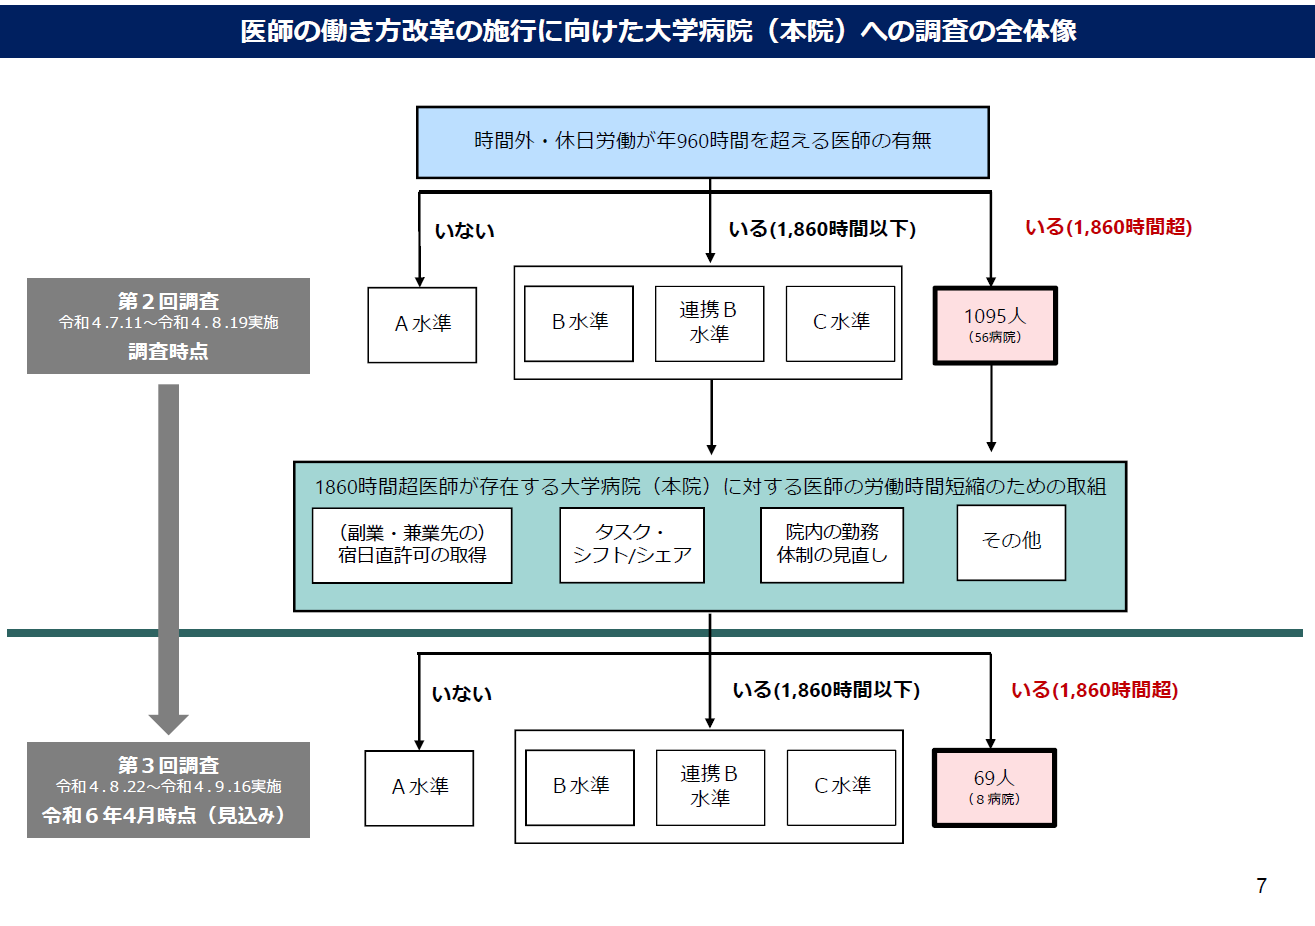 医師の働き方改革の施行に向けた大学病院（本院）への調査の全体像
時間外・休日労働が年960時間を超える医師の有無
いない
いる(1,860時間以下)
いる(1,860時間超)
第２回調査
令和４.7.11～令和４.８.19実施
調査時点
Ａ水準
Ｂ水準
連携Ｂ
水準
Ｃ水準
1095人
（56病院）
1860時間超医師が存在する大学病院（本院）に対する医師の労働時間短縮のための取組
（副業・兼業先の）
宿日直許可の取得
タスク・
シフト/シェア
院内の勤務
体制の見直し
その他
いない
いる(1,860時間以下)
いる(1,860時間超)
第３回調査
令和４.８.22～令和４.９.16実施
令和６年4月時点（見込み）
Ａ水準
Ｂ水準
連携Ｂ
水準
Ｃ水準
69人
（８病院）
7